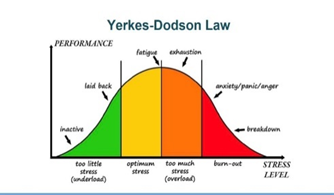 Yerkes-Dodson Law
PERFORMANCE
fatigue
exhaustion
laid back
anxiety/panic/anger
inactive
breakdown
too little
stress
(underload)
optimum
stress
too much
stress
(overload)
burn-out
STRESS
LEVEL